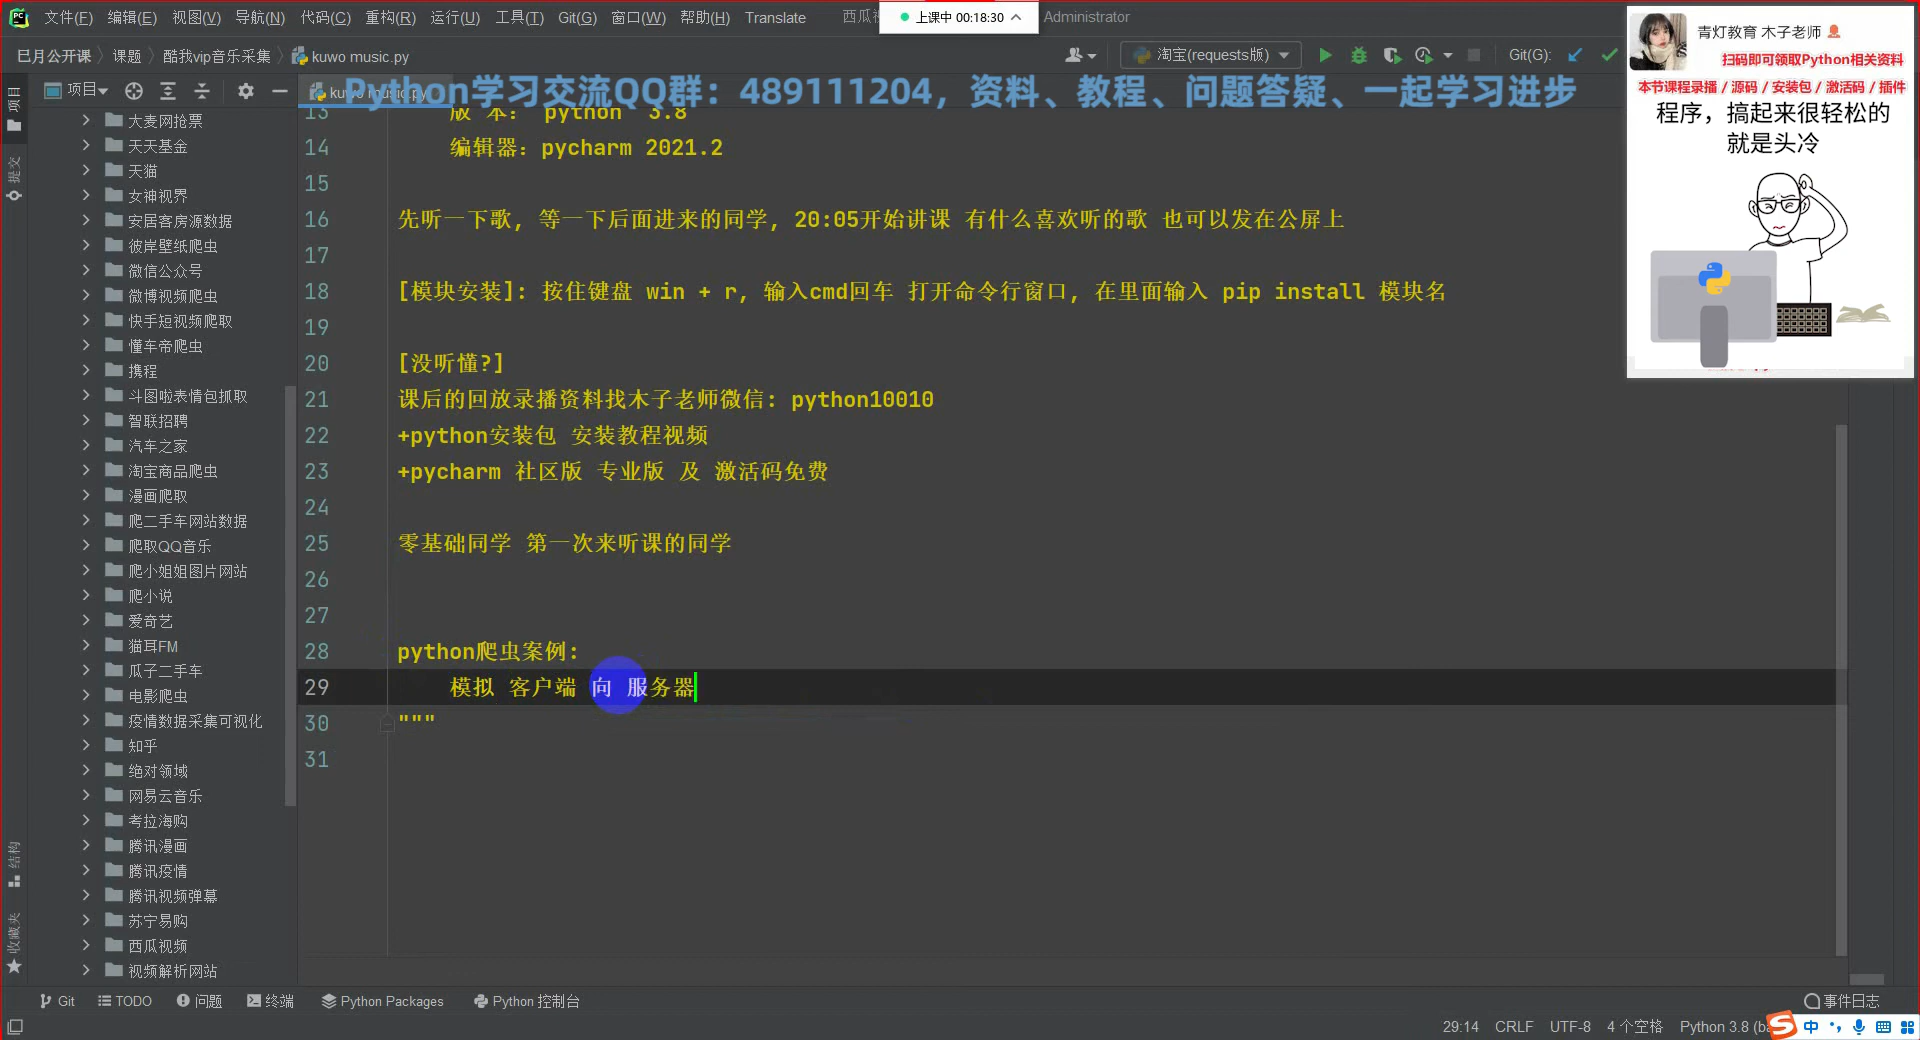 文件(F) 编辑(E) 视图(V) 导航(N) 代码(C) 重构(R) 运行(U) 工具(T) Git(G) 窗口(W) 帮助(H) Translate
上课中 00:18:30
Administrator
巳月公开课 课题 酷我vip音乐采集 kuwo music.py
淘宝(requests版)
Git(G):
项目
Python学习交流QQ群：489111204，资料、教程、问题答疑、一起学习进步
青灯教育 木子老师
扫码即可领取Python相关资料
本节课程录播 / 源码 / 安装包 / 激活码 / 插件
程序，搞起来很轻松的
就是头冷
项目
提交
结构
收藏夹
大麦网抢票
天天基金
天猫
女神视界
安居客房源数据
彼岸壁纸爬虫
微信公众号
微博视频爬虫
快手短视频爬取
懂车帝爬虫
携程
斗图啦表情包抓取
智联招聘
汽车之家
淘宝商品爬虫
漫画爬取
爬二手车网站数据
爬取QQ音乐
爬小姐姐图片网站
爬小说
爱奇艺
猫耳FM
瓜子二手车
电影爬虫
疫情数据采集可视化
知乎
绝对领域
网易云音乐
考拉海购
腾讯漫画
腾讯疫情
腾讯视频弹幕
苏宁易购
西瓜视频
视频解析网站
13 版 本： python 3.8
14 编辑器：pycharm 2021.2
15
16 先听一下歌, 等一下后面进来的同学, 20:05开始讲课 有什么喜欢听的歌 也可以发在公屏上
17
18 [模块安装]: 按住键盘 win + r, 输入cmd回车 打开命令行窗口, 在里面输入 pip install 模块名
19
20 [没听懂?]
21 课后的回放录播资料找木子老师微信: python10010
22 +python安装包 安装教程视频
23 +pycharm 社区版 专业版 及 激活码免费
24
25 零基础同学 第一次来听课的同学
26
27
28 python爬虫案例:
29 模拟 客户端 向 服务器
30 """
31
Git TODO 问题 终端 Python Packages Python 控制台
事件日志
29:14 CRLF UTF-8 4 个空格 Python 3.8 (ba
中